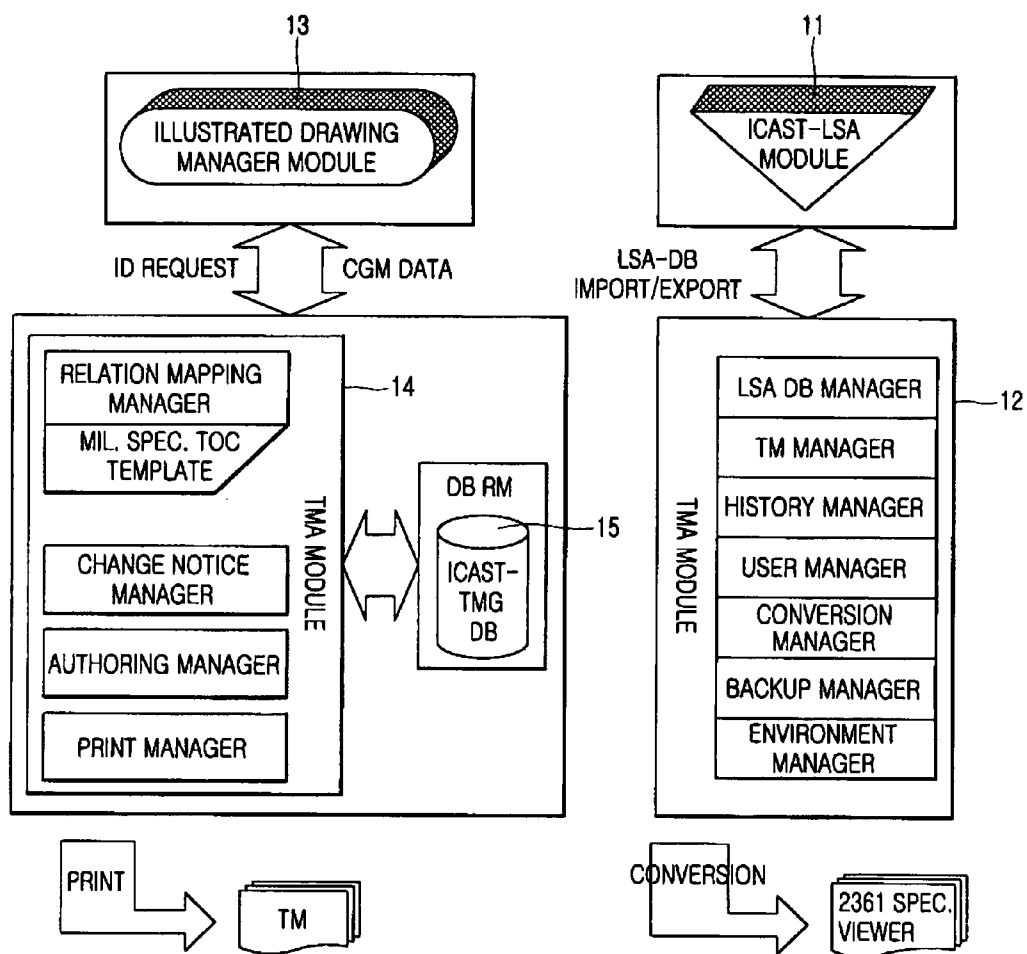 13
ILLUSTRATED DRAWING
MANAGER MODULE
11
ICAST-LSA
MODULE
ID REQUEST
CGM DATA
LSA-DB
IMPORT/EXPORT
RELATION MAPPING
MANAGER
MIL. SPEC. TOC
TEMPLATE
CHANGE NOTICE
MANAGER
AUTHORING MANAGER
PRINT MANAGER
TMA MODULE
14
DB RM
15
ICAST-
TMG
DB
TMA MODULE
LSA DB MANAGER
TM MANAGER
HISTORY MANAGER
USER MANAGER
CONVERSION
MANAGER
BACKUP MANAGER
ENVIRONMENT
MANAGER
12
PRINT
TM
CONVERSION
2361 SPEC.
VIEWER